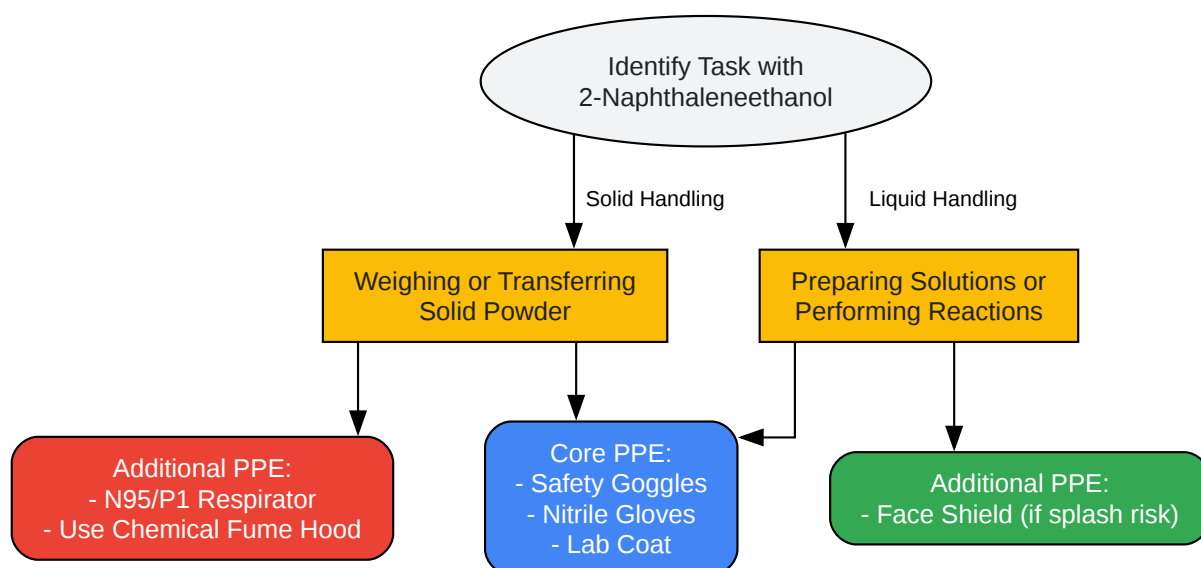 Identify Task with
2-Naphthaleneethanol
Solid Handling
Liquid Handling
Weighing or Transferring
Solid Powder
Preparing Solutions or
Performing Reactions
Additional PPE:
- N95/P1 Respirator
- Use Chemical Fume Hood
Core PPE:
- Safety Goggles
- Nitrile Gloves
- Lab Coat
Additional PPE:
- Face Shield (if splash risk)